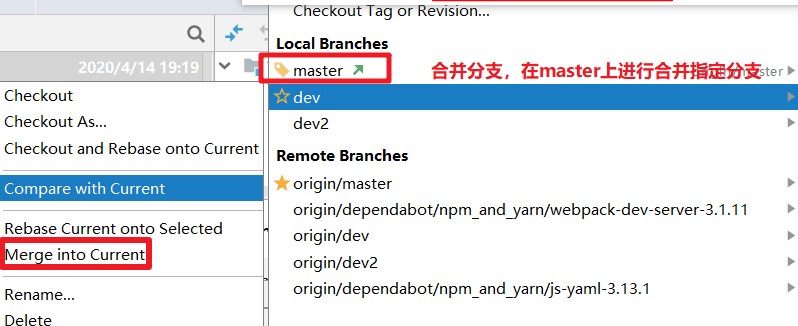 Checkout Tag or Revision...
2020/4/14 19:19
Checkout
Checkout As...
Checkout and Rebase onto Current
Compare with Current
Rebase Current onto Selected
Merge into Current
Rename...
Delete
Local Branches
master
合并分支，在master上进行合并指定分支
master
dev
dev2
Remote Branches
origin/master
origin/dependabot/npm_and_yarn/webpack-dev-server-3.1.11
origin/dev
origin/dev2
origin/dependabot/npm_and_yarn/js-yaml-3.13.1